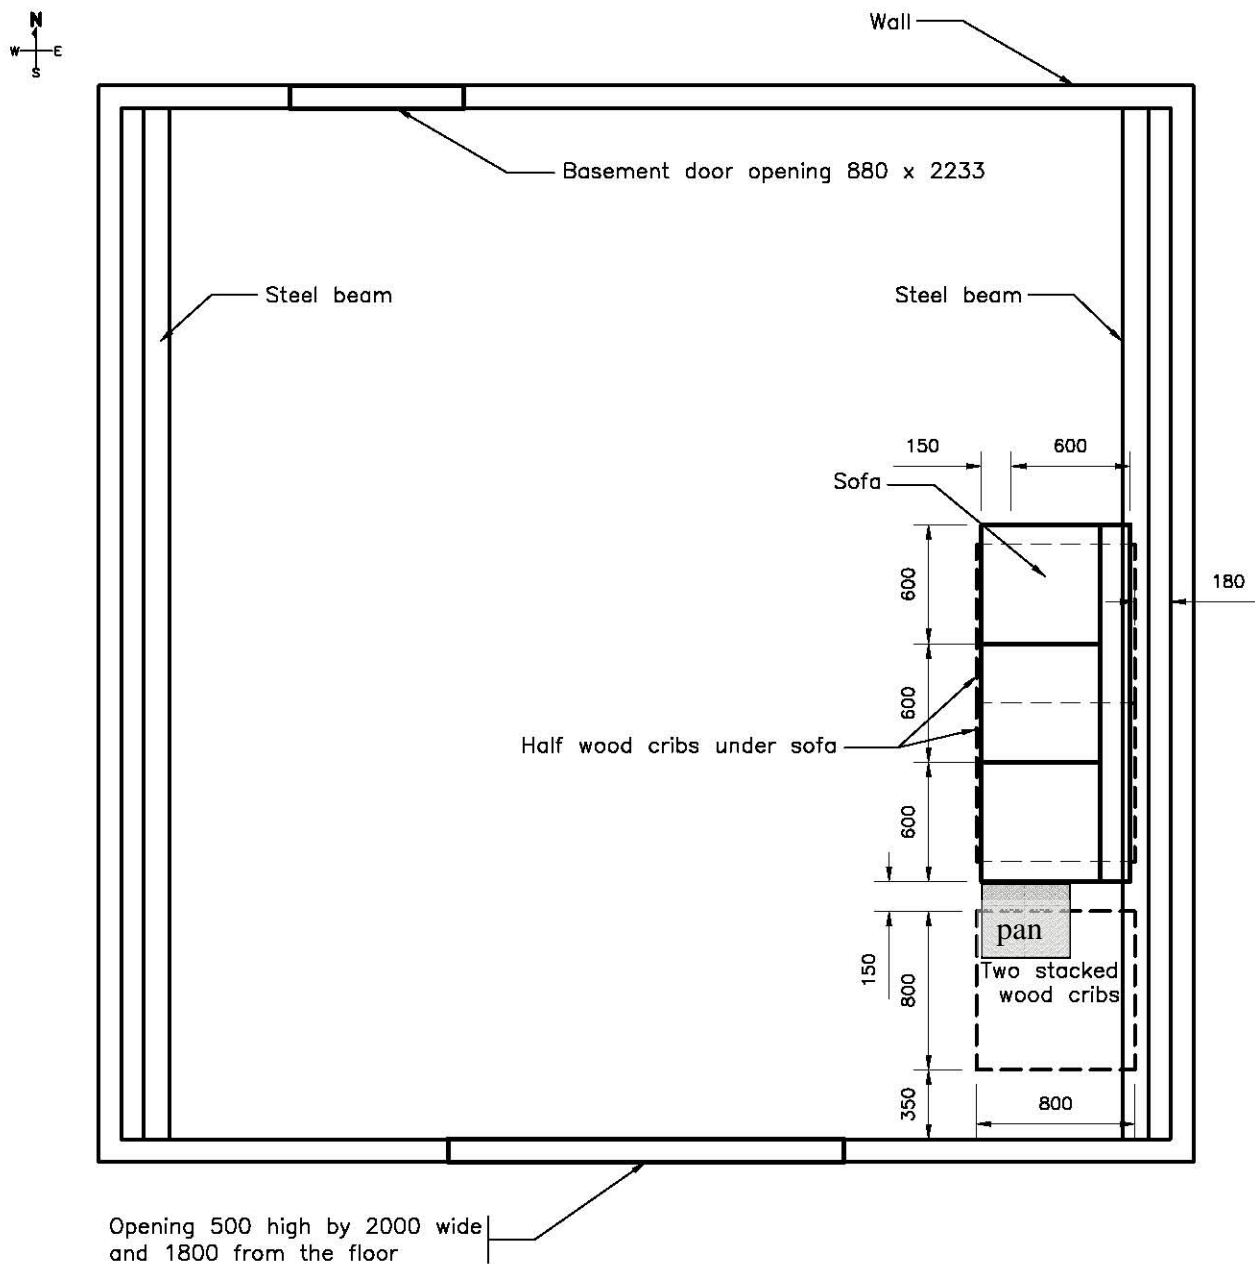 N
W E
S
Wall
Basement door opening 880 x 2233
Steel beam
Steel beam
150
600
Sofa
600
180
600
Half wood cribs under sofa
600
pan
150
800
Two stacked
wood cribs
350
800
Opening 500 high by 2000 wide
and 1800 from the floor